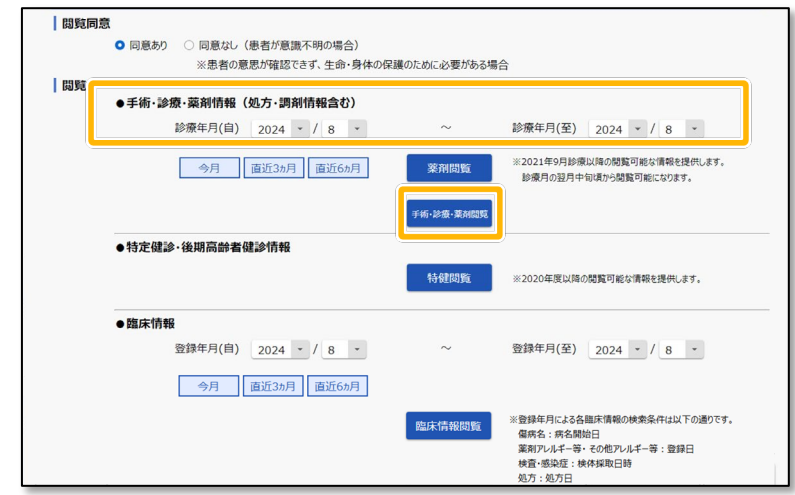 閲覧同意
同意あり 同意なし（患者が意識不明の場合）
※患者の意思が確認できず、生命・身体の保護のために必要がある場合
閲覧
●手術・診療・薬剤情報（処方・調剤情報含む）
診療年月(自) 2024 / 8 ～ 診療年月(至) 2024 / 8
今月 直近3ヵ月 直近6ヵ月 薬剤閲覧 ※2021年9月診療以降の閲覧可能な情報を提供します。
診療月の翌月中旬頃から閲覧可能になります。
手術・診療・薬剤閲覧
●特定健診・後期高齢者健診情報
特健閲覧 ※2020年度以降の閲覧可能な情報を提供します。
●臨床情報
登録年月(自) 2024 / 8 ～ 登録年月(至) 2024 / 8
今月 直近3ヵ月 直近6ヵ月
臨床情報閲覧 ※登録年月による各臨床情報の検索条件は以下の通りです。
傷病名：病名開始日
薬剤アレルギー等・その他アレルギー等：登録日
検査・感染症：検体採取日時
処方：処方日